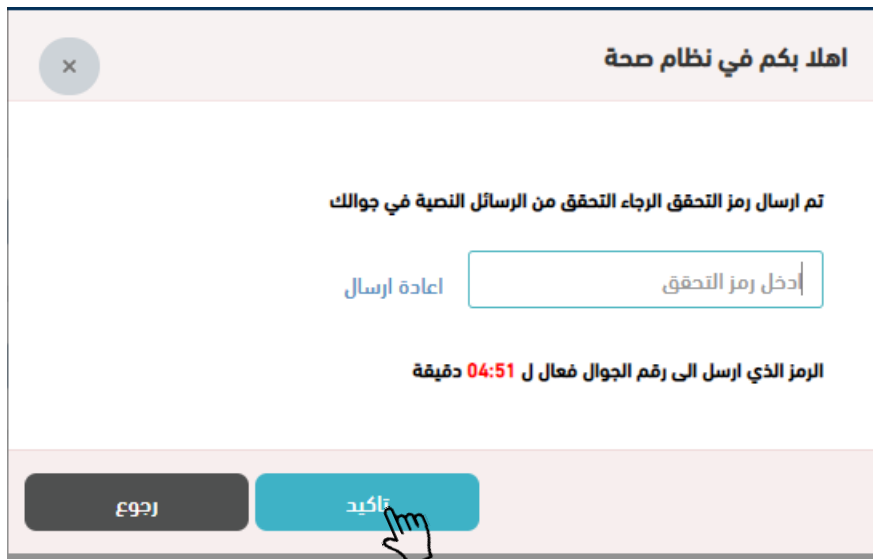 اهلا بكم في نظام صحة
×
تم ارسال رمز التحقق الرجاء التحقق من الرسائل النصية في جوالك
ادخل رمز التحقق
اعادة ارسال
الرمز الذي ارسل الى رقم الجوال فعال ل 04:51 دقيقة
تاكيد
رجوع